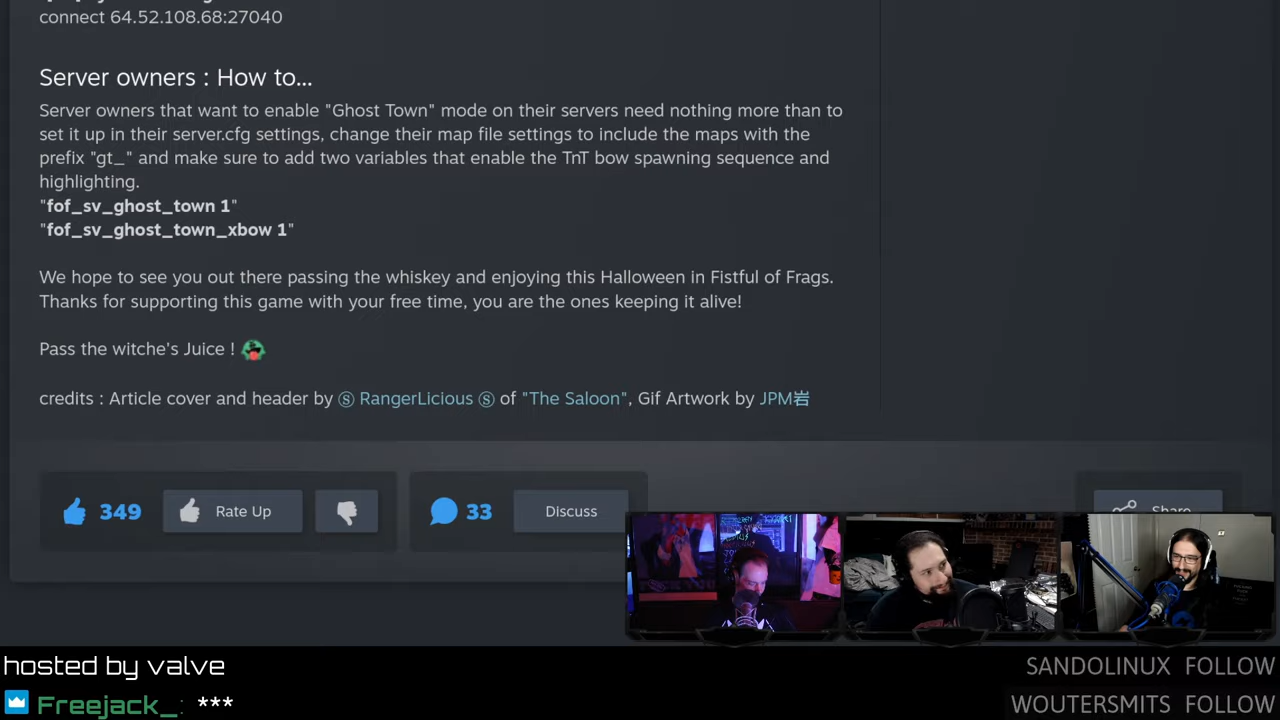 connect 64.52.108.68:27040
Server owners : How to...
Server owners that want to enable "Ghost Town" mode on their servers need nothing more than to
set it up in their server.cfg settings, change their map file settings to include the maps with the
prefix "gt_" and make sure to add two variables that enable the TnT bow spawning sequence and
highlighting.
"fof_sv_ghost_town 1"
"fof_sv_ghost_town_xbow 1"
We hope to see you out there passing the whiskey and enjoying this Halloween in Fistful of Frags.
Thanks for supporting this game with your free time, you are the ones keeping it alive!
Pass the witche's Juice !
credits : Article cover and header by Ⓢ RangerLicious Ⓢ of "The Saloon", Gif Artwork by JPM岩
349 Rate Up 33 Discuss Share
hosted by valve
Freejack_: ***
SANDOLINUX FOLLOW
WOUTERSMITS FOLLOW